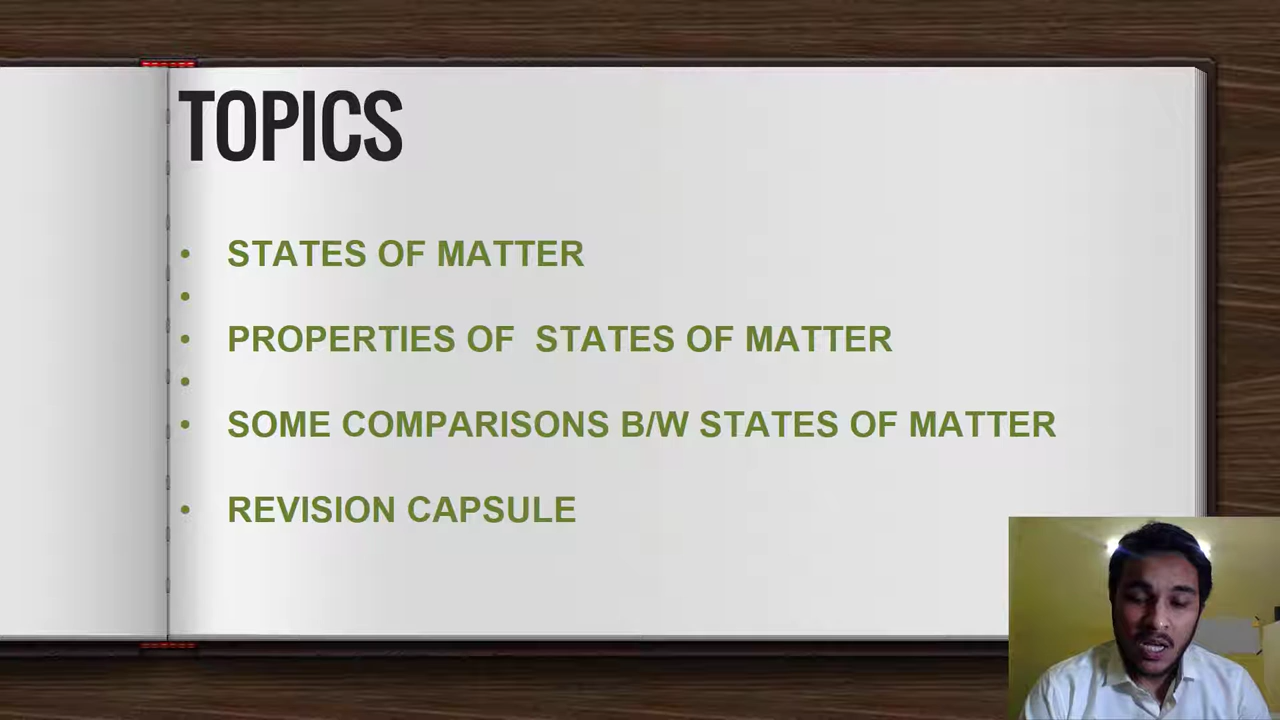 TOPICS
• STATES OF MATTER
•
• PROPERTIES OF  STATES OF MATTER
•
• SOME COMPARISONS B/W STATES OF MATTER
• REVISION CAPSULE